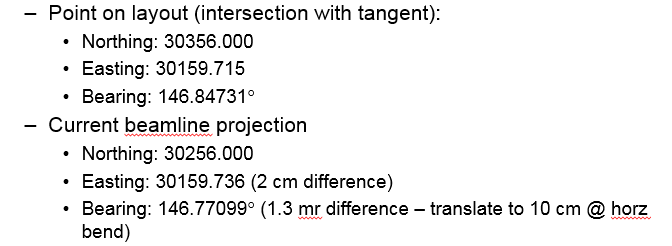 – Point on layout (intersection with tangent):
• Northing: 30356.000
• Easting: 30159.715
• Bearing: 146.84731°
– Current beamline projection
• Northing: 30256.000
• Easting: 30159.736 (2 cm difference)
• Bearing: 146.77099° (1.3 mr difference – translate to 10 cm @ horz
bend)